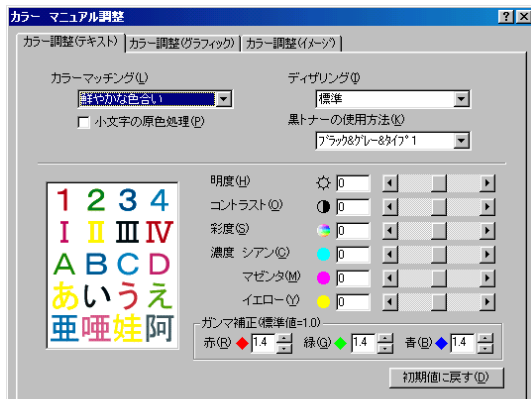 カラー マニュアル調整
カラー調整(テキスト) カラー調整(グラフィック) カラー調整(イメージ)
カラーマッチング(L) ディザリング(I)
鮮やかな色合い 標準
小文字の原色処理(P) 黒トナーの使用方法(K)
ブラック&グレー&タイプ1
1 2 3 4
I II III IV
A B C D
あ い う え
亜 唖 娃 阿
明度(H) 0
コントラスト(O) 0
彩度(S) 0
濃度 シアン(C) 0
マゼンタ(M) 0
イエロー(Y) 0
ガンマ補正(標準値=1.0)
赤(R) 1.4 緑(G) 1.4 青(B) 1.4
初期値に戻す(D)